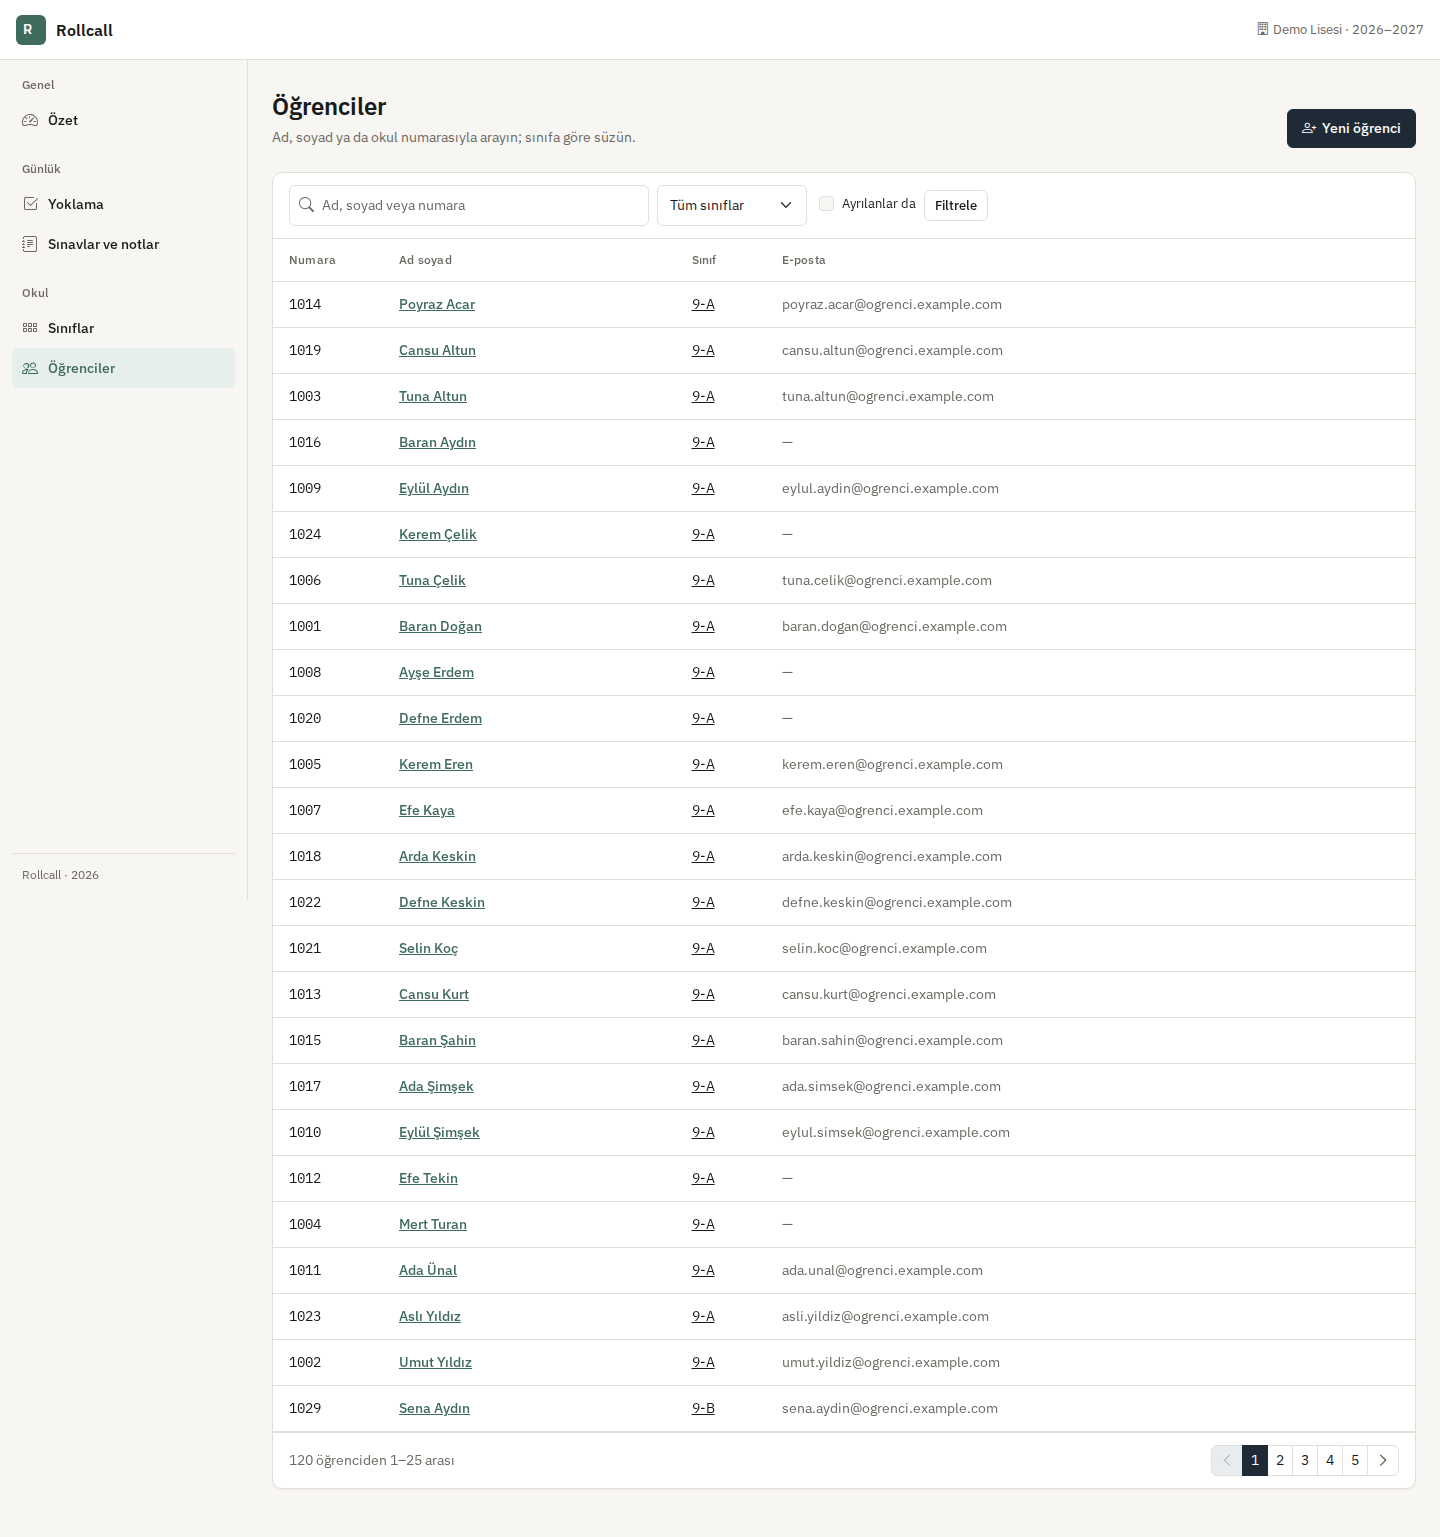 R Rollcall
Demo Lisesi · 2026–2027
Genel
Özet
Günlük
Yoklama
Sınavlar ve notlar
Okul
Sınıflar
Öğrenciler
Rollcall · 2026
Öğrenciler
Ad, soyad ya da okul numarasıyla arayın; sınıfa göre süzün.
Yeni öğrenci
Ad, soyad veya numara Tüm sınıflar Ayrılanlar da Filtrele
Numara Ad soyad Sınıf E-posta
1014 Poyraz Acar 9-A poyraz.acar@ogrenci.example.com
1019 Cansu Altun 9-A cansu.altun@ogrenci.example.com
1003 Tuna Altun 9-A tuna.altun@ogrenci.example.com
1016 Baran Aydın 9-A —
1009 Eylül Aydın 9-A eylul.aydin@ogrenci.example.com
1024 Kerem Çelik 9-A —
1006 Tuna Çelik 9-A tuna.celik@ogrenci.example.com
1001 Baran Doğan 9-A baran.dogan@ogrenci.example.com
1008 Ayşe Erdem 9-A —
1020 Defne Erdem 9-A —
1005 Kerem Eren 9-A kerem.eren@ogrenci.example.com
1007 Efe Kaya 9-A efe.kaya@ogrenci.example.com
1018 Arda Keskin 9-A arda.keskin@ogrenci.example.com
1022 Defne Keskin 9-A defne.keskin@ogrenci.example.com
1021 Selin Koç 9-A selin.koc@ogrenci.example.com
1013 Cansu Kurt 9-A cansu.kurt@ogrenci.example.com
1015 Baran Şahin 9-A baran.sahin@ogrenci.example.com
1017 Ada Şimşek 9-A ada.simsek@ogrenci.example.com
1010 Eylül Şimşek 9-A eylul.simsek@ogrenci.example.com
1012 Efe Tekin 9-A —
1004 Mert Turan 9-A —
1011 Ada Ünal 9-A ada.unal@ogrenci.example.com
1023 Aslı Yıldız 9-A asli.yildiz@ogrenci.example.com
1002 Umut Yıldız 9-A umut.yildiz@ogrenci.example.com
1029 Sena Aydın 9-B sena.aydin@ogrenci.example.com
120 öğrenciden 1–25 arası
1 2 3 4 5